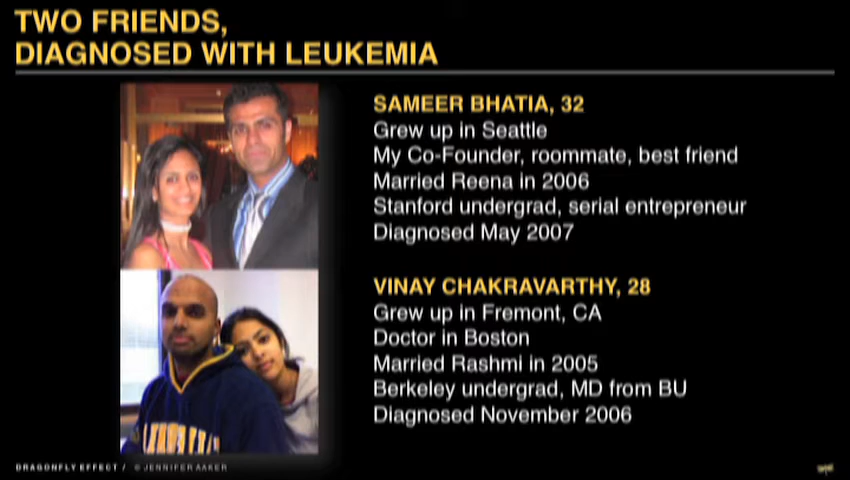 TWO FRIENDS,
DIAGNOSED WITH LEUKEMIA
SAMEER BHATIA, 32
Grew up in Seattle
My Co-Founder, roommate, best friend
Married Reena in 2006
Stanford undergrad, serial entrepreneur
Diagnosed May 2007
VINAY CHAKRAVARTHY, 28
Grew up in Fremont, CA
Doctor in Boston
Married Rashmi in 2005
Berkeley undergrad, MD from BU
Diagnosed November 2006
DRAGONFLY EFFECT / © JENNIFER AAKER